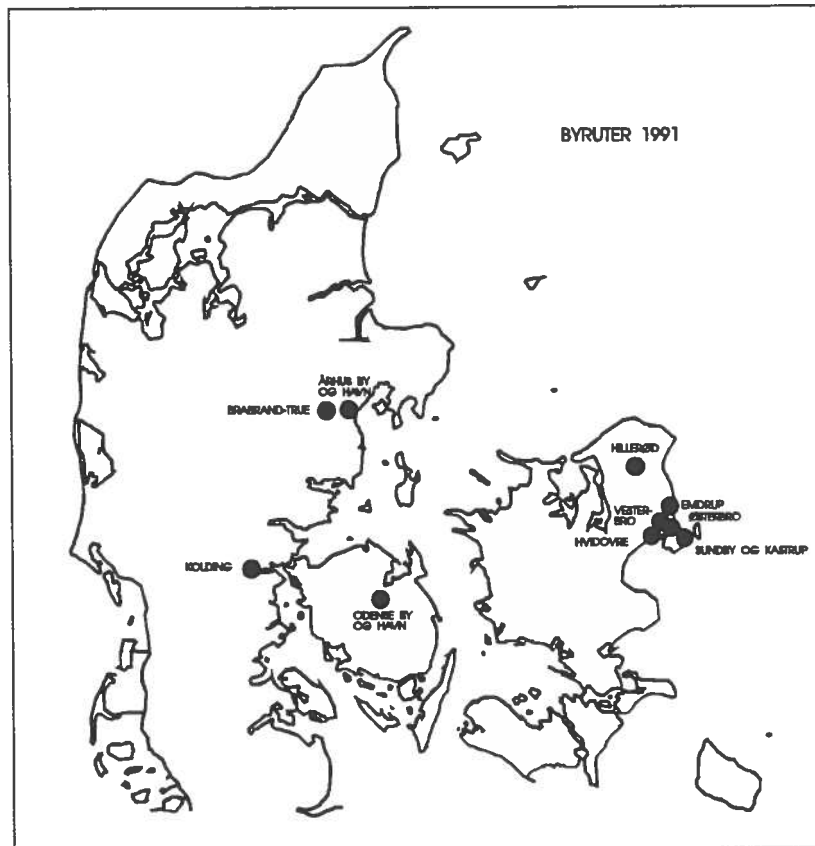 BYRUTER 1991
ÅRHUS BY
OG HAVN
BRABRAND-TRUE
HILLERØD
EMDRUP
VESTER-
BRO
ØSTERBRO
HVIDOVRE
SUNDBY OG KASTRUP
KOLDING
ODENSE BY
OG HAVN